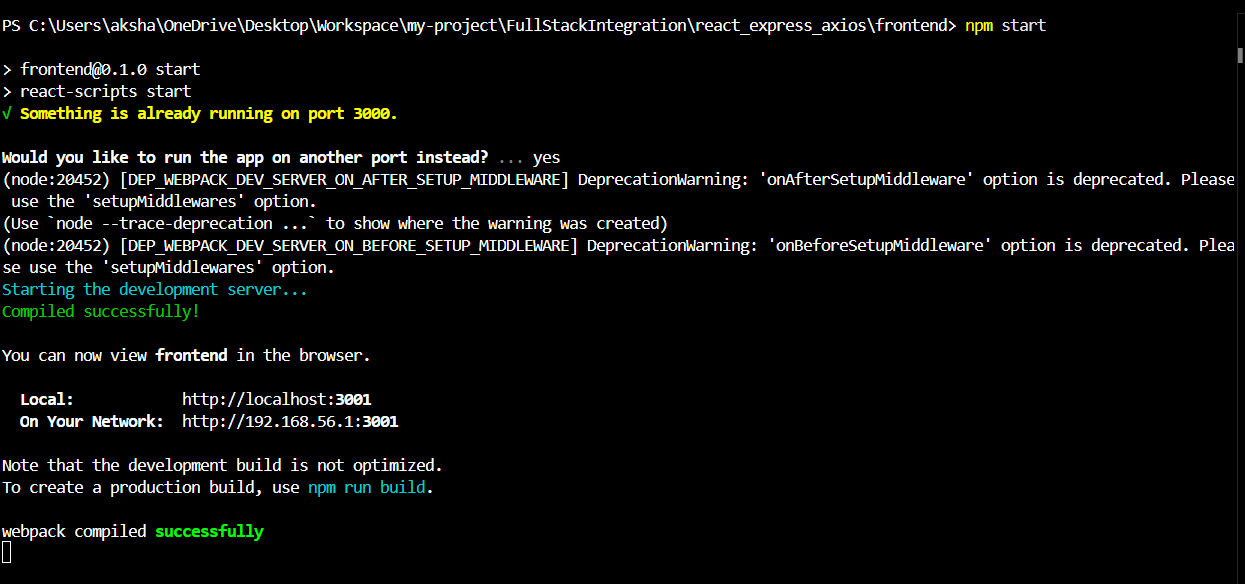 PS C:\Users\aksha\OneDrive\Desktop\Workspace\my-project\FullStackIntegration\react_express_axios\frontend> npm start
> frontend@0.1.0 start
> react-scripts start
√ Something is already running on port 3000.
Would you like to run the app on another port instead? ... yes
(node:20452) [DEP_WEBPACK_DEV_SERVER_ON_AFTER_SETUP_MIDDLEWARE] DeprecationWarning: 'onAfterSetupMiddleware' option is deprecated. Please
 use the 'setupMiddlewares' option.
(Use `node --trace-deprecation ...` to show where the warning was created)
(node:20452) [DEP_WEBPACK_DEV_SERVER_ON_BEFORE_SETUP_MIDDLEWARE] DeprecationWarning: 'onBeforeSetupMiddleware' option is deprecated. Plea
se use the 'setupMiddlewares' option.
Starting the development server...
Compiled successfully!
You can now view frontend in the browser.
  Local:            http://localhost:3001
  On Your Network:  http://192.168.56.1:3001
Note that the development build is not optimized.
To create a production build, use npm run build.
webpack compiled successfully